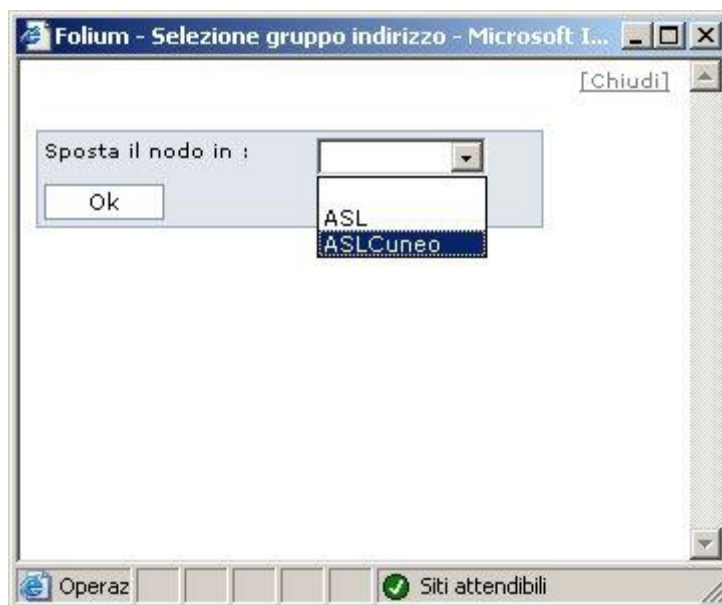 Folium - Selezione gruppo indirizzo - Microsoft I...
[Chiudi]
Sposta il nodo in :
Ok
ASL
ASLCuneo
Operaz
Siti attendibili